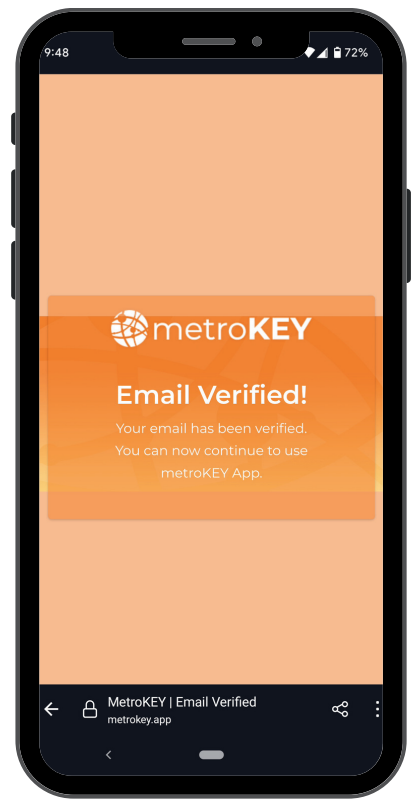 9:48
72%
metroKEY
Email Verified!
Your email has been verified.
You can now continue to use
metroKEY App.
MetroKEY | Email Verified
metrokey.app